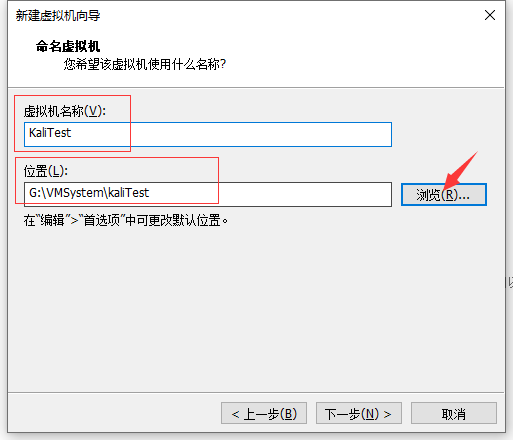 新建虚拟机向导
命名虚拟机
您希望该虚拟机使用什么名称?
虚拟机名称(V):
KaliTest
位置(L):
G:\VMSystem\kaliTest
浏览(R)...
在“编辑”>“首选项”中可更改默认位置。
< 上一步(B)
下一步(N) >
取消